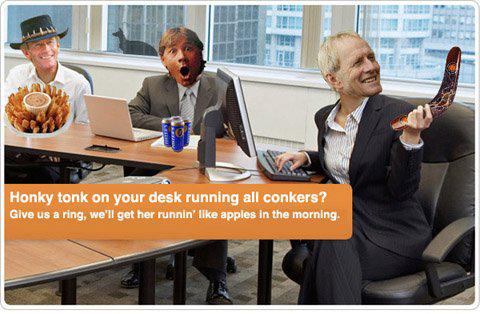 Honky tonk on your desk running all conkers?
Give us a ring, we'll get her runnin' like apples in the morning.